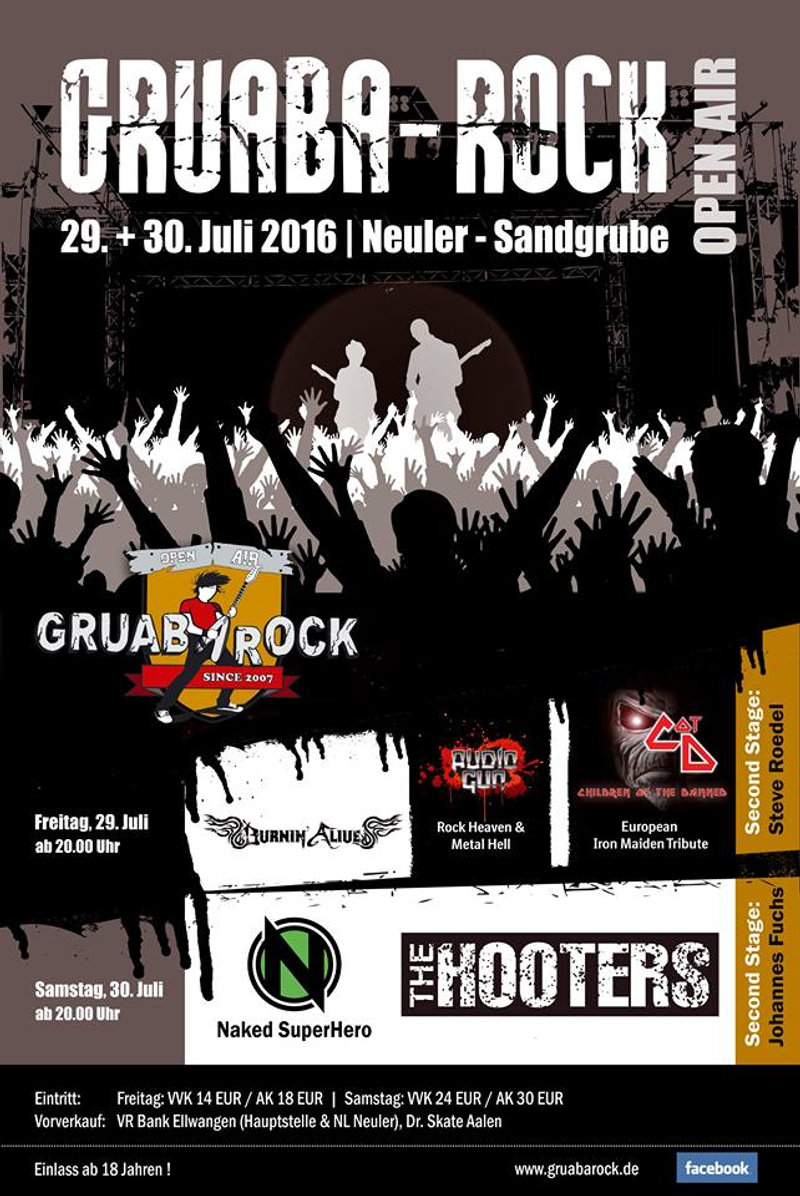 GRUABA-ROCK
OPEN AIR
29. + 30. Juli 2016 | Neuler - Sandgrube
OPEN AIR
GRUABAROCK
SINCE 2007
Freitag, 29. Juli
ab 20.00 Uhr
BURNIN' ALIVE
AUDIO
GUN
Rock Heaven &
Metal Hell
COTD
CHILDREN OF THE DAMNED
European
Iron Maiden Tribute
Second Stage:
Steve Roedel
Samstag, 30. Juli
ab 20.00 Uhr
N
Naked SuperHero
THE HOOTERS
Second Stage:
Johannes Fuchs
Eintritt: Freitag: VVK 14 EUR / AK 18 EUR | Samstag: VVK 24 EUR / AK 30 EUR
Vorverkauf: VR Bank Ellwangen (Hauptstelle & NL Neuler), Dr. Skate Aalen
Einlass ab 18 Jahren !
www.gruabarock.de
facebook